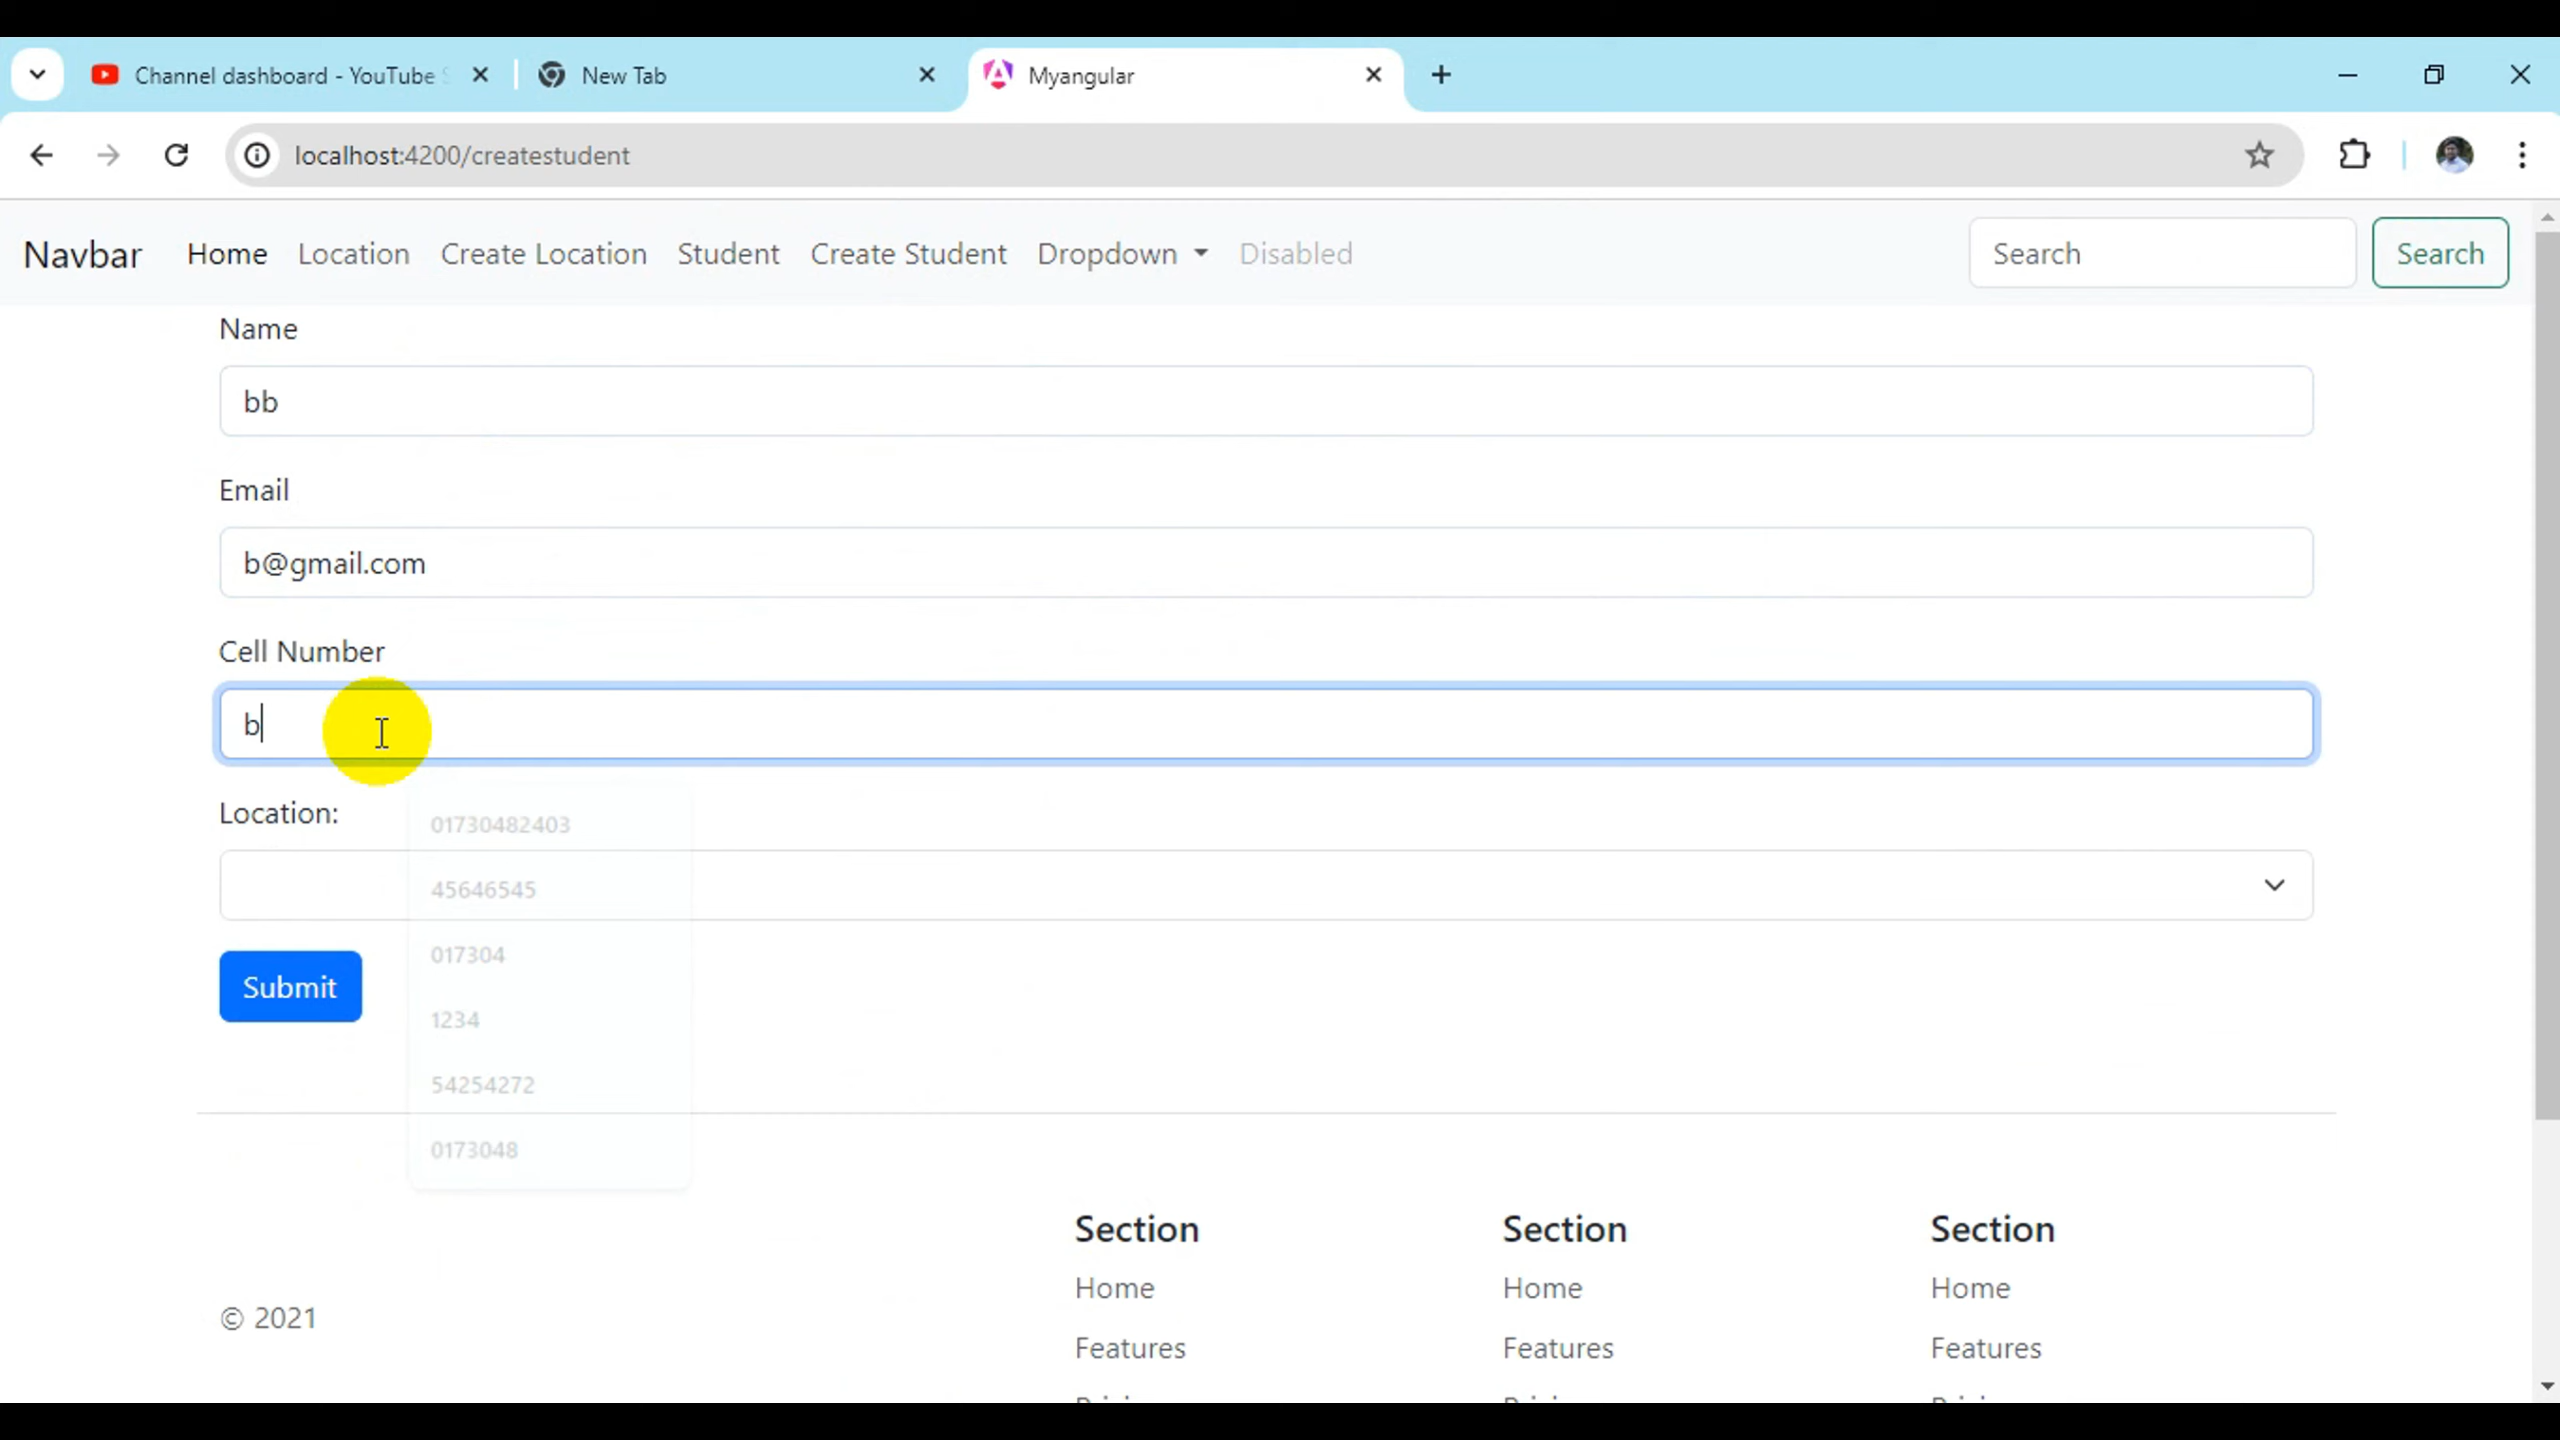 Channel dashboard - YouTube S
New Tab
Myangular
localhost:4200/createstudent
Navbar Home Location Create Location Student Create Student Dropdown Disabled Search Search
Name
bb
Email
b@gmail.com
Cell Number
b
Location:
01730482403
45646545
017304
Submit
1234
54254272
0173048
Section Section Section
Home Home Home
© 2021
Features Features Features